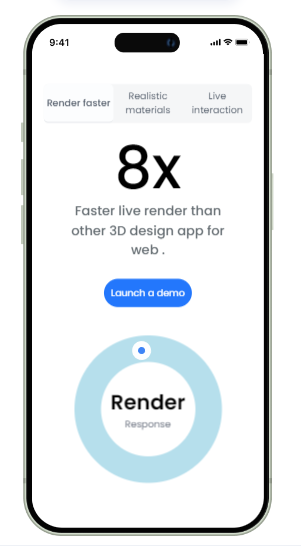 9:41
Render faster
Realistic
materials
Live
interaction
8x
Faster live render than
other 3D design app for
web .
Launch a demo
Render
Response